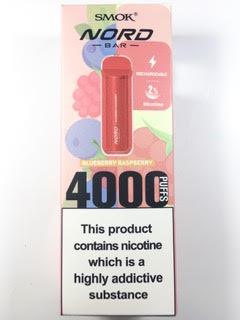 SMOK
NORD
BAR
RECHARGEABLE
2%
Nicotine
NORD
BLUEBERRY RASPBERRY
4000 PUFFS
This product
contains nicotine
which is a
highly addictive
substance